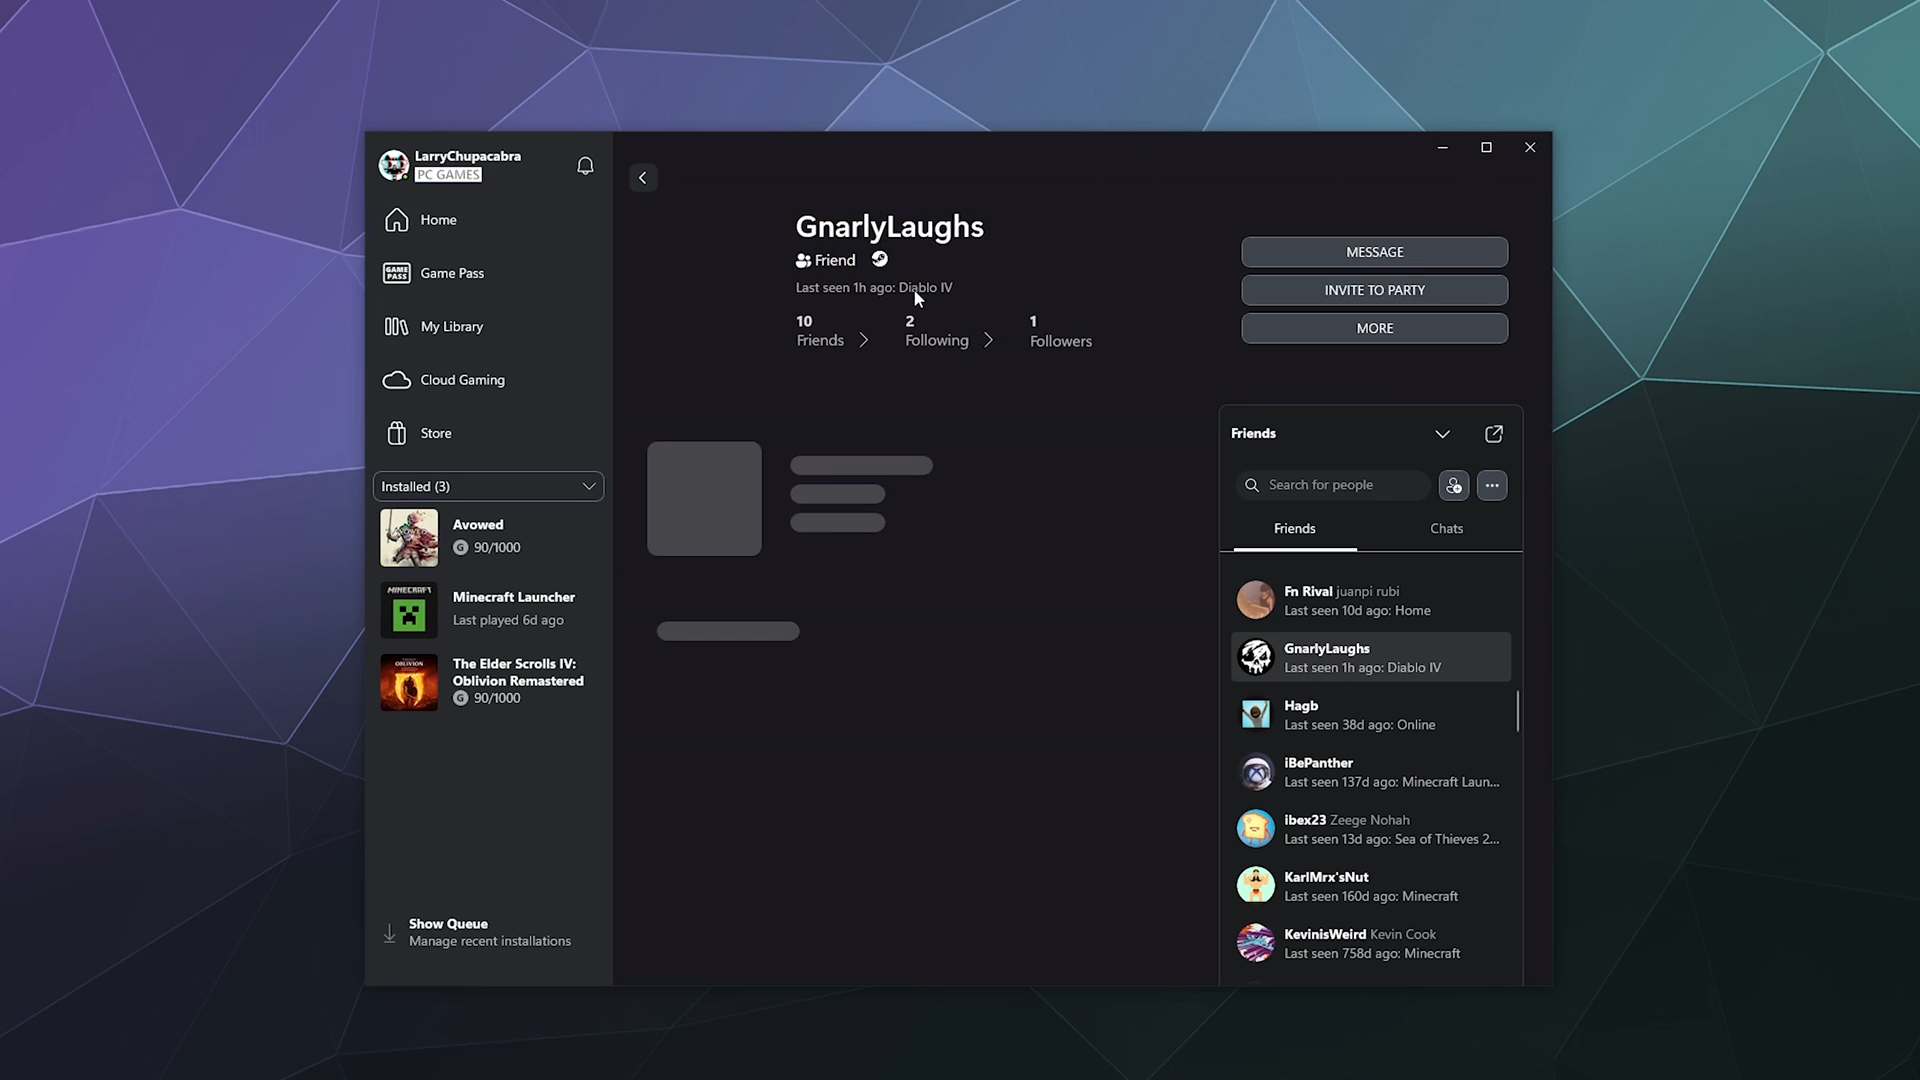 LarryChupacabra
PC GAMES
Home
GAME PASS
Game Pass
My Library
Cloud Gaming
Store
Installed (3)
Avowed
G 90/1000
MINECRAFT
Minecraft Launcher
Last played 6d ago
OBLIVION
The Elder Scrolls IV:
Oblivion Remastered
G 90/1000
Show Queue
Manage recent installations
GnarlyLaughs
Friend
Last seen 1h ago: Diablo IV
10 2 1
Friends Following Followers
MESSAGE
INVITE TO PARTY
MORE
Friends
Search for people
Friends Chats
Fn Rival juanpi rubi
Last seen 10d ago: Home
GnarlyLaughs
Last seen 1h ago: Diablo IV
Hagb
Last seen 38d ago: Online
iBePanther
Last seen 137d ago: Minecraft Laun...
ibex23 Zeege Nohah
Last seen 13d ago: Sea of Thieves 2...
KarlMrx'sNut
Last seen 160d ago: Minecraft
KevinisWeird Kevin Cook
Last seen 758d ago: Minecraft